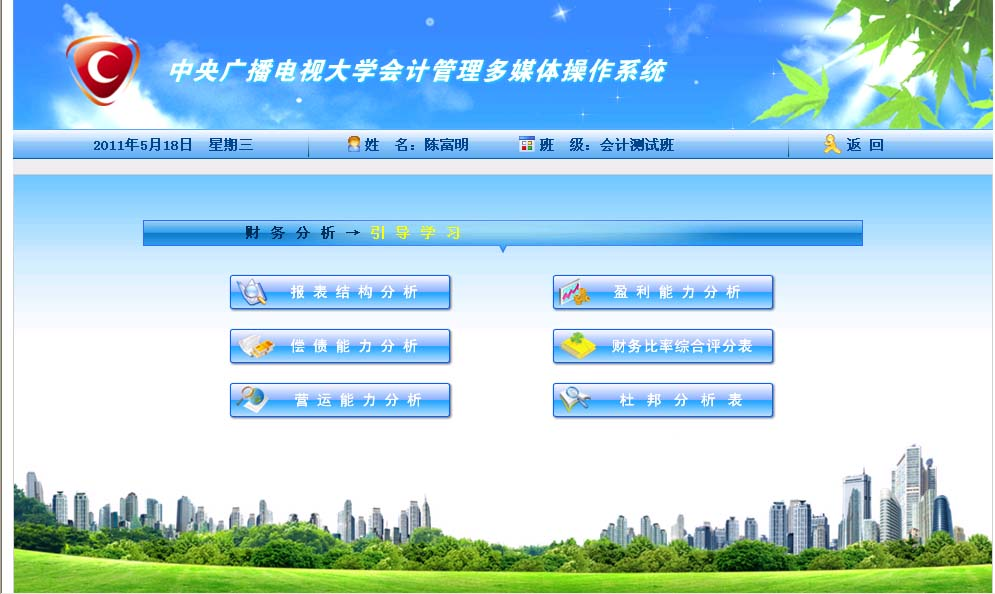 中央广播电视大学会计管理多媒体操作系统
2011年5月18日 星期三 姓 名：陈富明 班 级：会计测试班 返 回
财 务 分 析 → 引 导 学 习
报 表 结 构 分 析 盈 利 能 力 分 析
偿 债 能 力 分 析 财务比率综合评分表
营 运 能 力 分 析 杜 邦 分 析 表